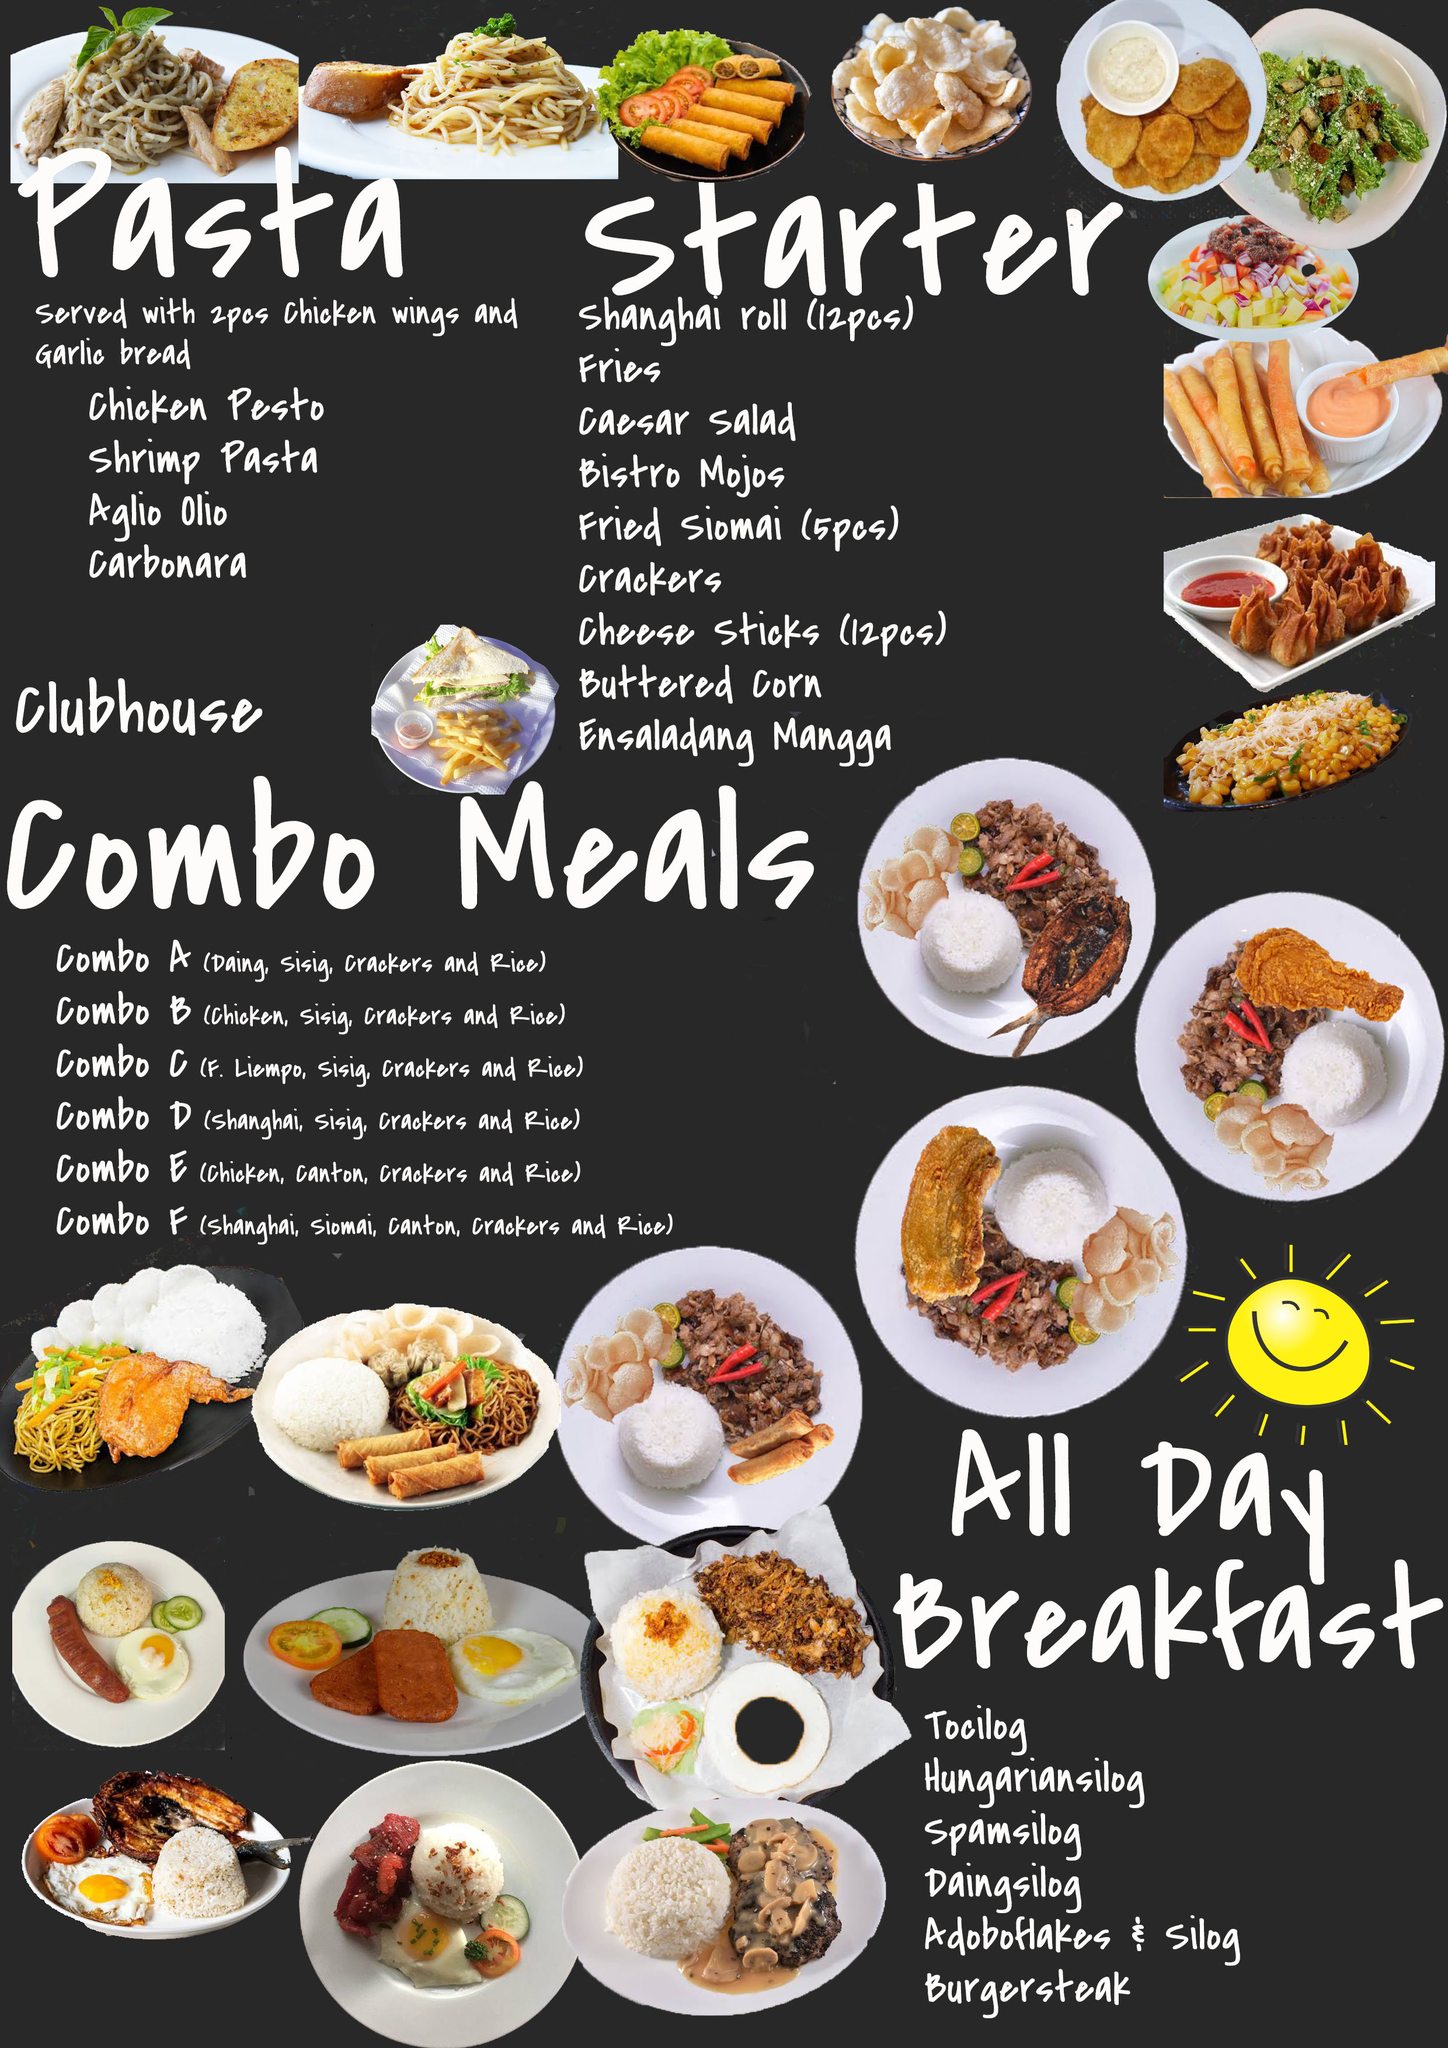 Pasta
Served with 2pcs Chicken wings and
Garlic bread
Chicken Pesto
Shrimp Pasta
Aglio Olio
Carbonara
Clubhouse
Starter
Shanghai roll (12pcs)
Fries
Caesar Salad
Bistro Mojos
Fried Siomai (5pcs)
Crackers
Cheese Sticks (12pcs)
Buttered Corn
Ensaladang Mangga
Combo Meals
Combo A (Daing, Sisig, Crackers and Rice)
Combo B (Chicken, Sisig, Crackers and Rice)
Combo C (F. Liempo, Sisig, Crackers and Rice)
Combo D (Shanghai, Sisig, Crackers and Rice)
Combo E (Chicken, Canton, Crackers and Rice)
Combo F (Shanghai, Siomai, Canton, Crackers and Rice)
All Day
Breakfast
Tocilog
Hungariansilog
Spamsilog
Daingsilog
Adoboflakes & Silog
Burgersteak